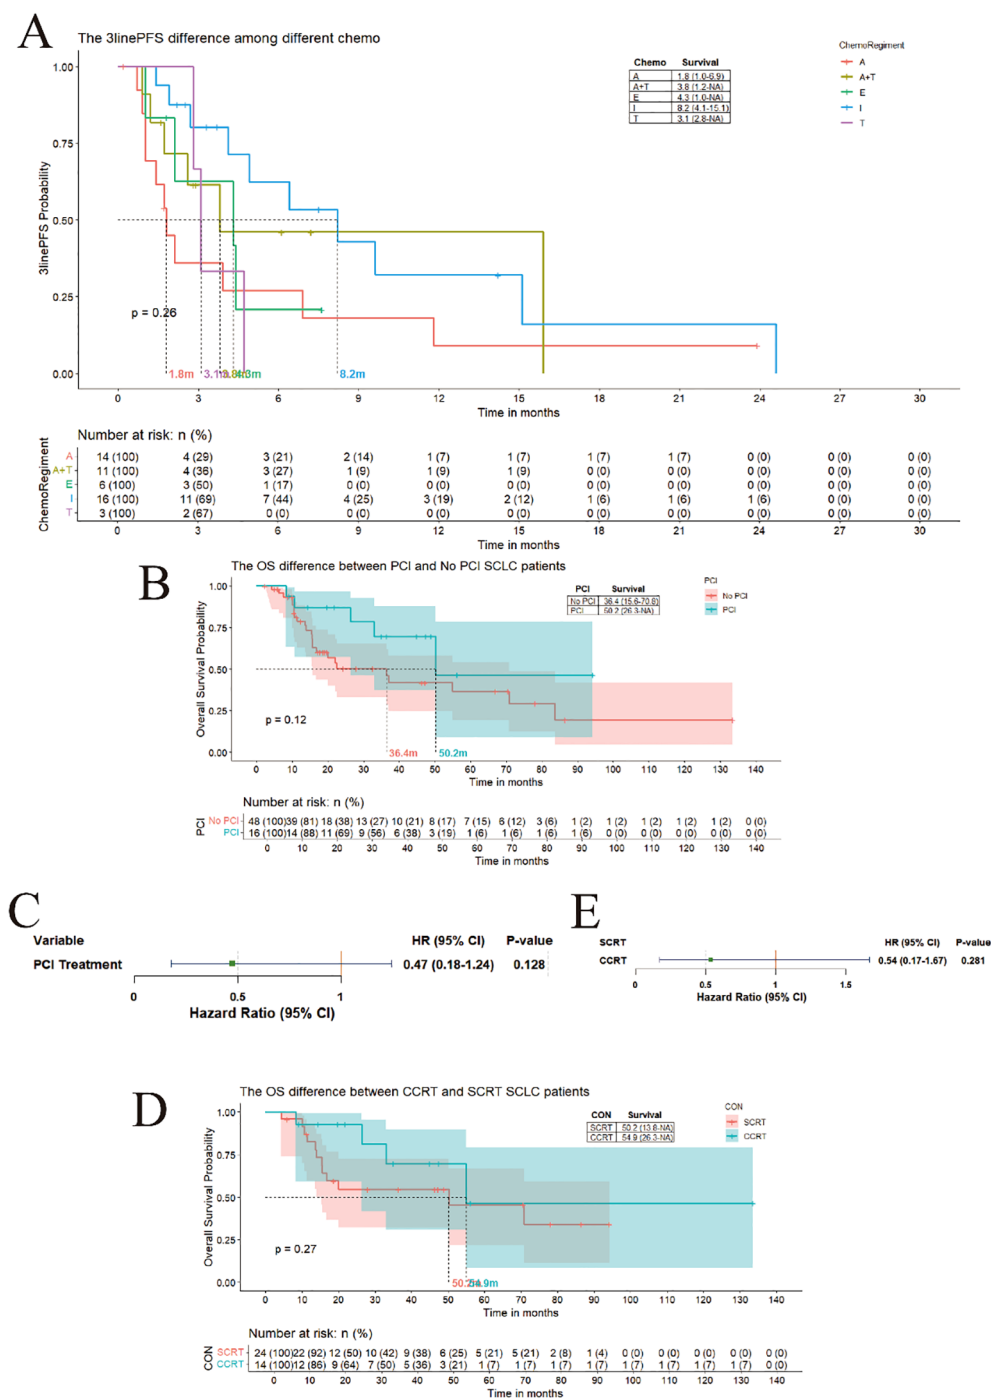 A
The 3linePFS difference among different chemo
ChemoRegiment
A
A+T
E
I
T
Chemo Survival
A 1.8 (1.0-6.9)
A+T 3.8 (1.2-NA)
E 4.3 (1.0-NA)
I 8.2 (4.1-15.1)
T 3.1 (2.8-NA)
3linePFS Probability
1.00
0.75
0.50
0.25
0.00
p = 0.26
1.8m 4.3m 8.2m
0 3 6 9 12 15 18 21 24 27 30
Time in months
Number at risk: n (%)
ChemoRegiment
A 14 (100) 4 (29) 3 (21) 2 (14) 1 (7) 1 (7) 1 (7) 1 (7) 0 (0) 0 (0) 0 (0)
A+T 11 (100) 4 (36) 3 (27) 1 (9) 1 (9) 1 (9) 0 (0) 0 (0) 0 (0) 0 (0) 0 (0)
E 6 (100) 3 (50) 1 (17) 0 (0) 0 (0) 0 (0) 0 (0) 0 (0) 0 (0) 0 (0) 0 (0)
I 16 (100) 11 (69) 7 (44) 4 (25) 3 (19) 2 (12) 1 (6) 1 (6) 1 (6) 0 (0) 0 (0)
T 3 (100) 2 (67) 0 (0) 0 (0) 0 (0) 0 (0) 0 (0) 0 (0) 0 (0) 0 (0) 0 (0)
0 3 6 9 12 15 18 21 24 27 30
Time in months
B
The OS difference between PCI and No PCI SCLC patients
PCI
No PCI
PCI
PCI Survival
No PCI 36.4 (15.6-70.8)
PCI 50.2 (26.3-NA)
Overall Survival Probability
1.00
0.75
0.50
0.25
0.00
p = 0.12
36.4m 50.2m
0 10 20 30 40 50 60 70 80 90 100 110 120 130 140
Time in months
Number at risk: n (%)
PCI
No PCI 48 (100) 39 (81) 18 (38) 13 (27) 10 (21) 8 (17) 7 (15) 6 (12) 3 (6) 1 (2) 1 (2) 1 (2) 1 (2) 1 (2) 0 (0)
PCI 16 (100) 14 (88) 11 (69) 9 (56) 6 (38) 3 (19) 1 (6) 1 (6) 1 (6) 1 (6) 0 (0) 0 (0) 0 (0) 0 (0) 0 (0)
0 10 20 30 40 50 60 70 80 90 100 110 120 130 140
Time in months
C
Variable HR (95% CI) P-value
PCI Treatment 0.47 (0.18-1.24) 0.128
0 0.5 1
Hazard Ratio (95% CI)
E
SCRT HR (95% CI) P-value
CCRT 0.54 (0.17-1.67) 0.281
0 0.5 1 1.5
Hazard Ratio (95% CI)
D
The OS difference between CCRT and SCRT SCLC patients
CON
SCRT
CCRT
CON Survival
SCRT 50.2 (13.8-NA)
CCRT 54.9 (26.3-NA)
Overall Survival Probability
1.00
0.75
0.50
0.25
0.00
p = 0.27
54.9m
0 10 20 30 40 50 60 70 80 90 100 110 120 130 140
Time in months
Number at risk: n (%)
CON
SCRT 24 (100) 22 (92) 12 (50) 10 (42) 9 (38) 6 (25) 5 (21) 5 (21) 2 (8) 1 (4) 0 (0) 0 (0) 0 (0) 0 (0) 0 (0)
CCRT 14 (100) 12 (86) 9 (64) 7 (50) 5 (36) 3 (21) 1 (7) 1 (7) 1 (7) 1 (7) 1 (7) 1 (7) 1 (7) 1 (7) 0 (0)
0 10 20 30 40 50 60 70 80 90 100 110 120 130 140
Time in months